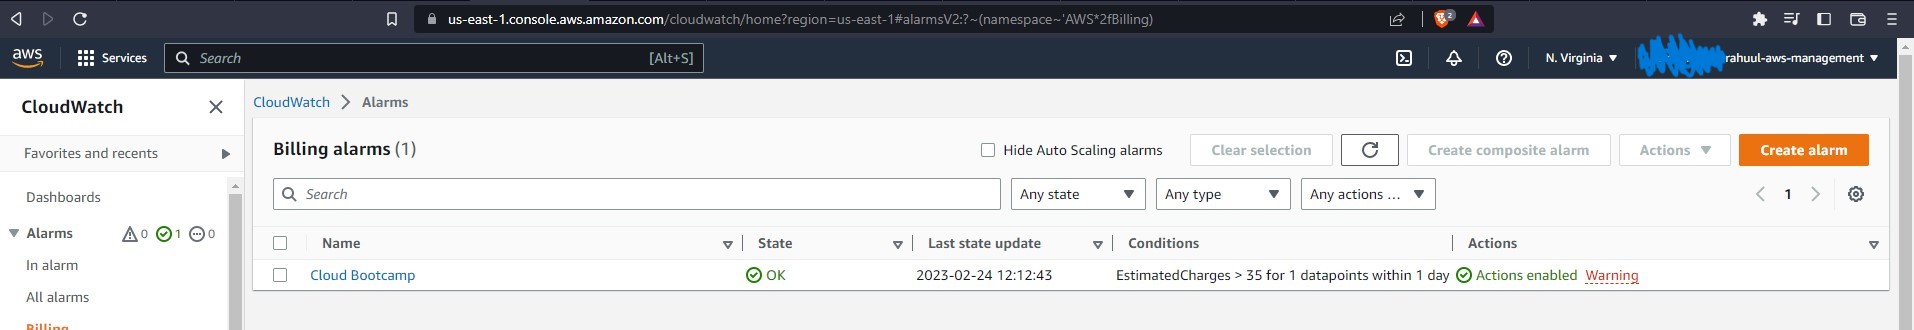 us-east-1.console.aws.amazon.com/cloudwatch/home?region=us-east-1#alarmsV2:?~(namespace~'AWS*2fBilling) 2
aws Services Search [Alt+S] N. Virginia rahuul-aws-management
CloudWatch
CloudWatch > Alarms
Favorites and recents
Billing alarms (1) Hide Auto Scaling alarms Clear selection Create composite alarm Actions Create alarm
Dashboards
Search Any state Any type Any actions ... 1
Alarms 0 1 0
Name State Last state update Conditions Actions
In alarm
Cloud Bootcamp OK 2023-02-24 12:12:43 EstimatedCharges > 35 for 1 datapoints within 1 day Actions enabled Warning
All alarms
Billing